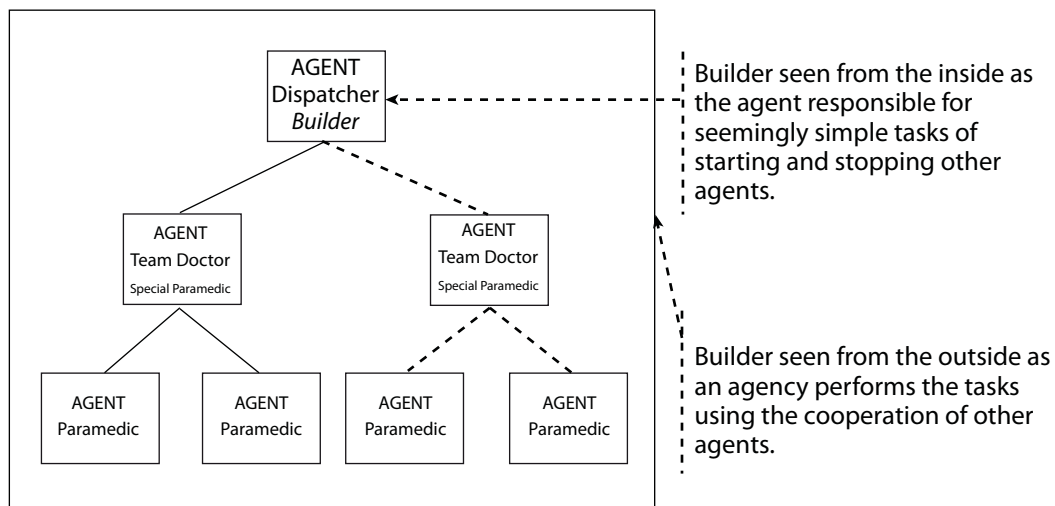 AGENT
Dispatcher
Builder
Builder seen from the inside as
the agent responsible for
seemingly simple tasks of
starting and stopping other
agents.
AGENT
Team Doctor
Special Paramedic
AGENT
Team Doctor
Special Paramedic
Builder seen from the outside as
an agency performs the tasks
using the cooperation of other
agents.
AGENT
Paramedic
AGENT
Paramedic
AGENT
Paramedic
AGENT
Paramedic